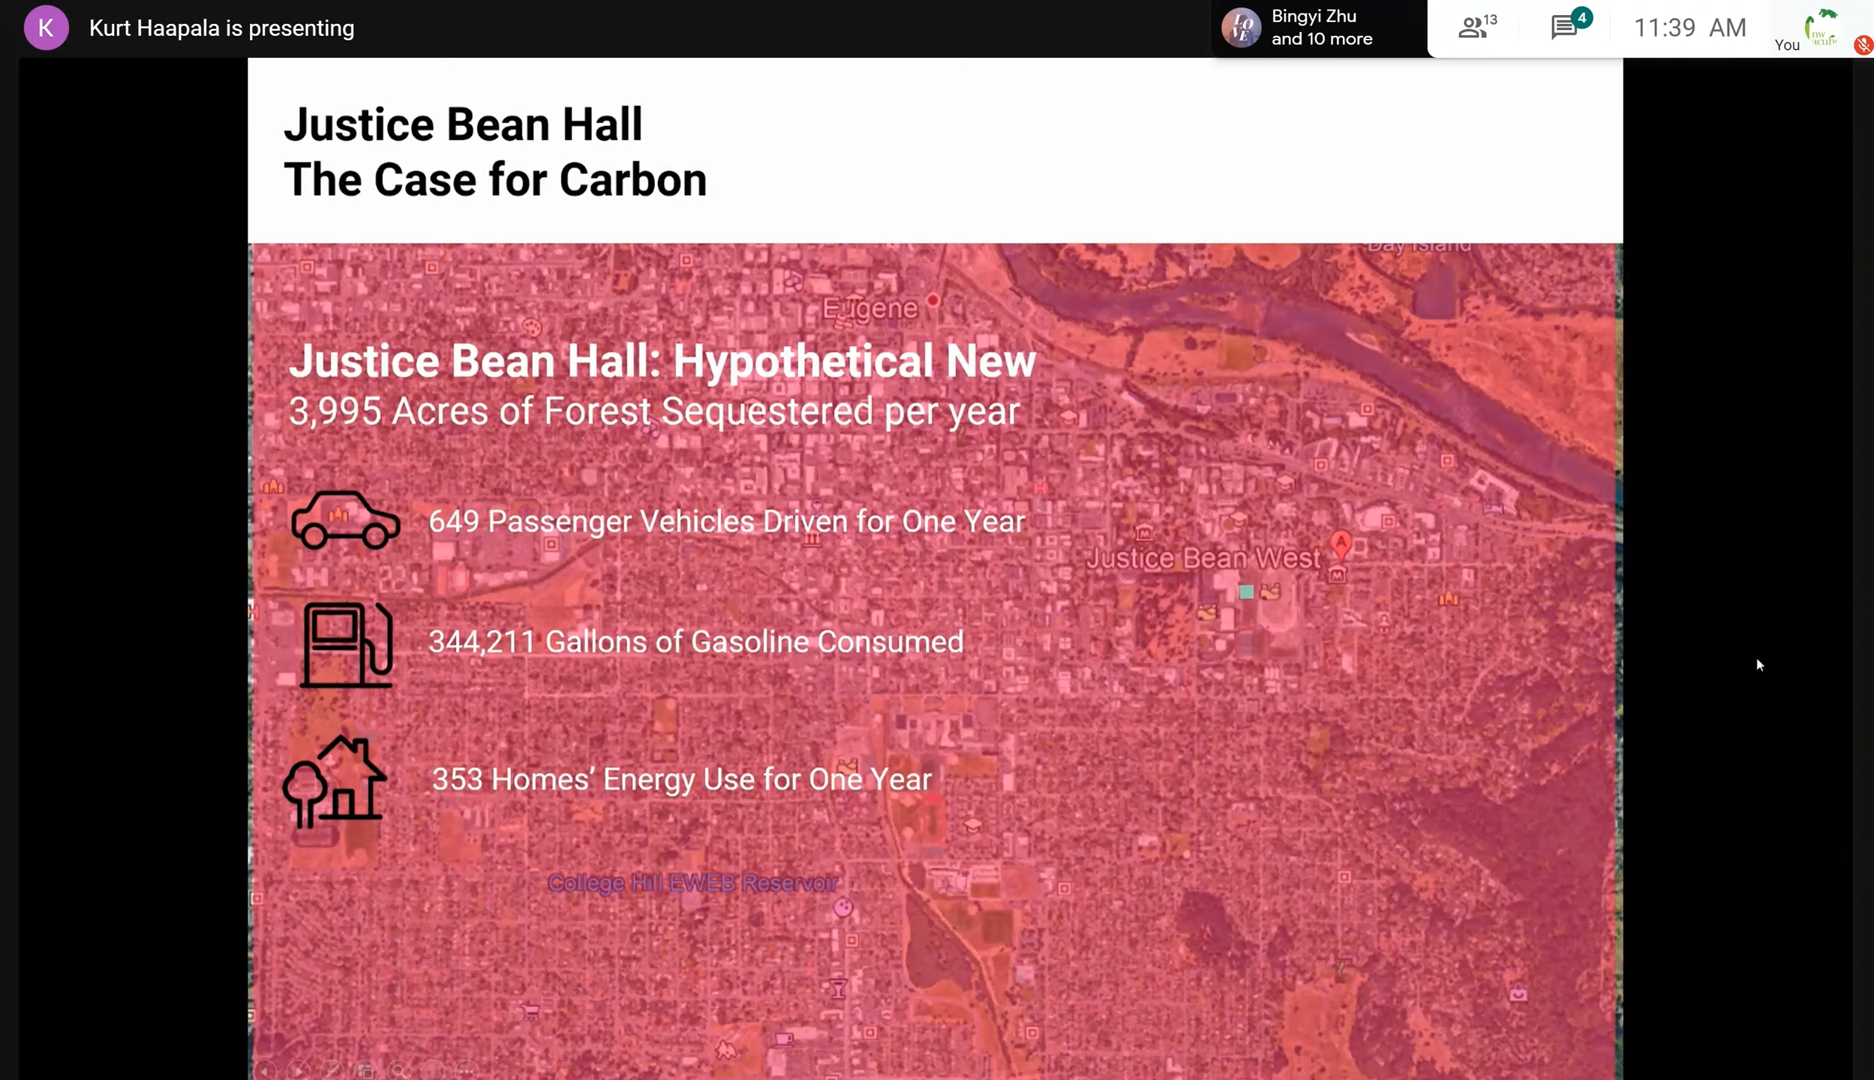 K
Kurt Haapala is presenting
LO
VE
Bingyi Zhu
and 10 more
13
4
11:39 AM
You
nw
Justice Bean Hall
The Case for Carbon
Day Island
Eugene
Justice Bean Hall: Hypothetical New
3,995 Acres of Forest Sequestered per year
649 Passenger Vehicles Driven for One Year
Justice Bean West
A
344,211 Gallons of Gasoline Consumed
353 Homes’ Energy Use for One Year
College Hill EWEB Reservoir